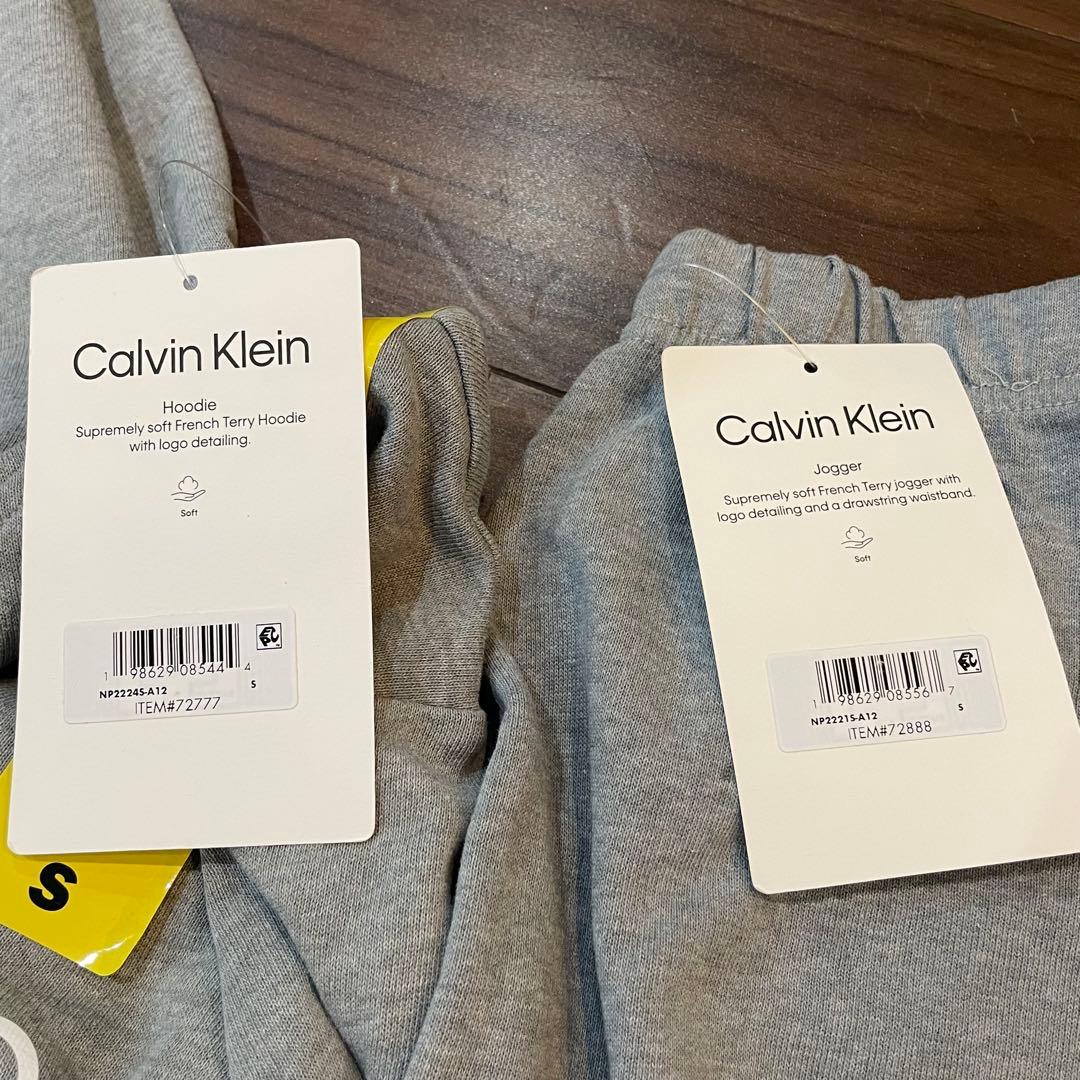 Calvin Klein
Hoodie
Supremely soft French Terry Hoodie
with logo detailing.
Soft
1 98629 08544 4
NP2224S-A12 S
ITEM#72777
S
Calvin Klein
Jogger
Supremely soft French Terry jogger with
logo detailing and a drawstring waistband.
Soft
1 98629 08556 7
NP2221S-A12 S
ITEM#72888